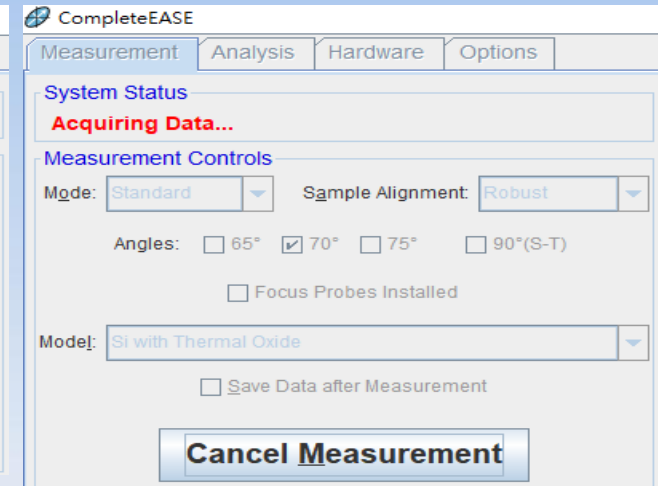 CompleteEASE
Measurement Analysis Hardware Options
System Status
Acquiring Data...
Measurement Controls
Mode: Standard Sample Alignment: Robust
Angles: 65° 70° 75° 90°(S-T)
Focus Probes Installed
Model: Si with Thermal Oxide
Save Data after Measurement
Cancel Measurement